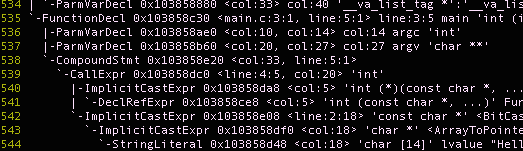 534 | `-ParmVarDecl 0x103858880 <col:33> col:40 '__va_list_tag *':'__va_list_tag
535 `-FunctionDecl 0x103858c30 <main.c:3:1, line:5:1> line:3:5 main 'int (i
536 |-ParmVarDecl 0x103858ae0 <col:10, col:14> col:14 argc 'int'
537 |-ParmVarDecl 0x103858b60 <col:20, col:27> col:27 argv 'char **'
538 `-CompoundStmt 0x103858e20 <col:33, line:5:1>
539 `-CallExpr 0x103858dc0 <line:4:5, col:20> 'int'
540 |-ImplicitCastExpr 0x103858da8 <col:5> 'int (*)(const char *, ...
541 | `-DeclRefExpr 0x103858ce8 <col:5> 'int (const char *, ...)' Fun
542 `-ImplicitCastExpr 0x103858e08 <line:2:18> 'const char *' <BitCas
543 `-ImplicitCastExpr 0x103858df0 <col:18> 'char *' <ArrayToPointe
544 `-StringLiteral 0x103858d48 <col:18> 'char [14]' lvalue "Hell